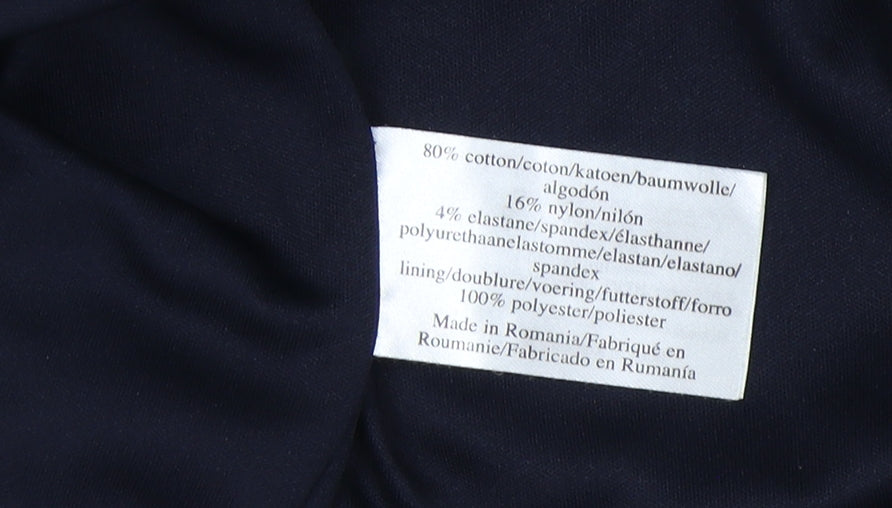 80% cotton/coton/katoen/baumwolle/
algodón
16% nylon/nilón
4% elastane/spandex/élasthanne/
polyurethaanelastomme/elastan/elastano/
spandex
lining/doublure/voering/futterstoff/forro
100% polyester/poliester
Made in Romania/Fabriqué en
Roumanie/Fabricado en Rumanía